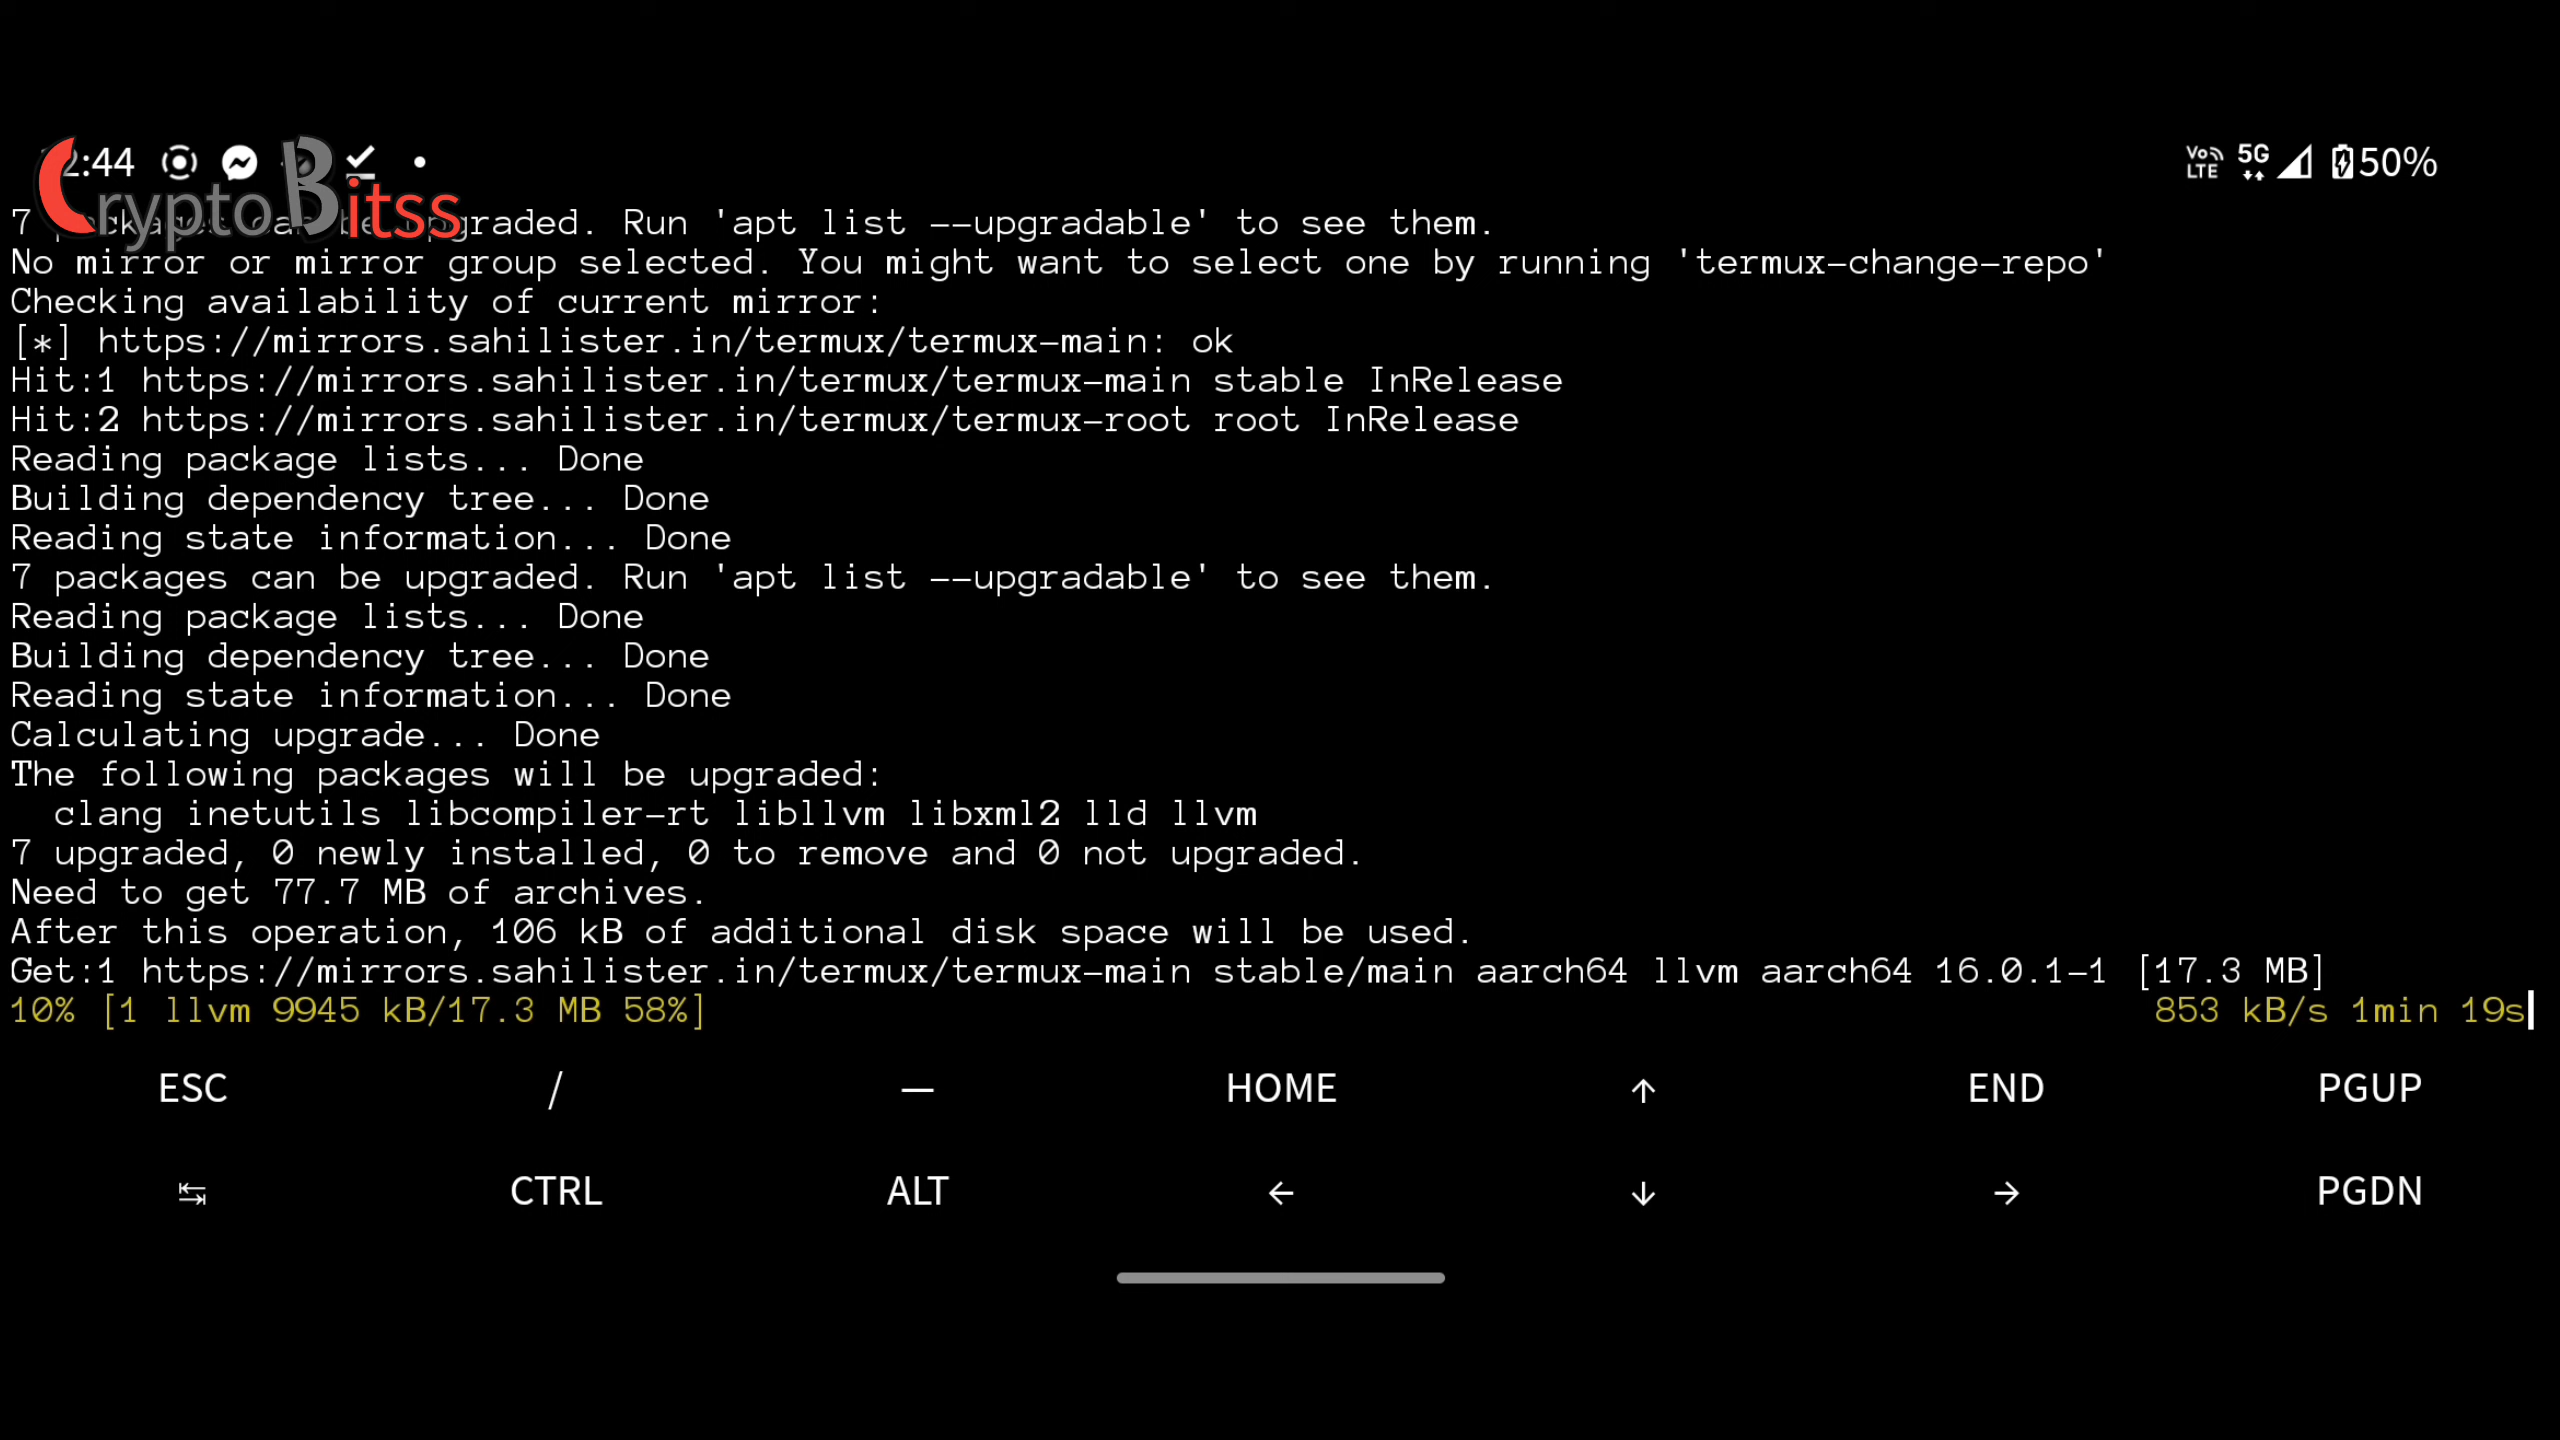 :44
Vo LTE 5G 50%
CryptoBitss
7 packages can be upgraded. Run 'apt list --upgradable' to see them.
No mirror or mirror group selected. You might want to select one by running 'termux-change-repo'
Checking availability of current mirror:
[*] https://mirrors.sahilister.in/termux/termux-main: ok
Hit:1 https://mirrors.sahilister.in/termux/termux-main stable InRelease
Hit:2 https://mirrors.sahilister.in/termux/termux-root root InRelease
Reading package lists... Done
Building dependency tree... Done
Reading state information... Done
7 packages can be upgraded. Run 'apt list --upgradable' to see them.
Reading package lists... Done
Building dependency tree... Done
Reading state information... Done
Calculating upgrade... Done
The following packages will be upgraded:
clang inetutils libcompiler-rt libllvm libxml2 lld llvm
7 upgraded, 0 newly installed, 0 to remove and 0 not upgraded.
Need to get 77.7 MB of archives.
After this operation, 106 kB of additional disk space will be used.
Get:1 https://mirrors.sahilister.in/termux/termux-main stable/main aarch64 llvm aarch64 16.0.1-1 [17.3 MB]
10% [1 llvm 9945 kB/17.3 MB 58%] 853 kB/s 1min 19s
ESC / — HOME ↑ END PGUP
↹ CTRL ALT ← ↓ → PGDN